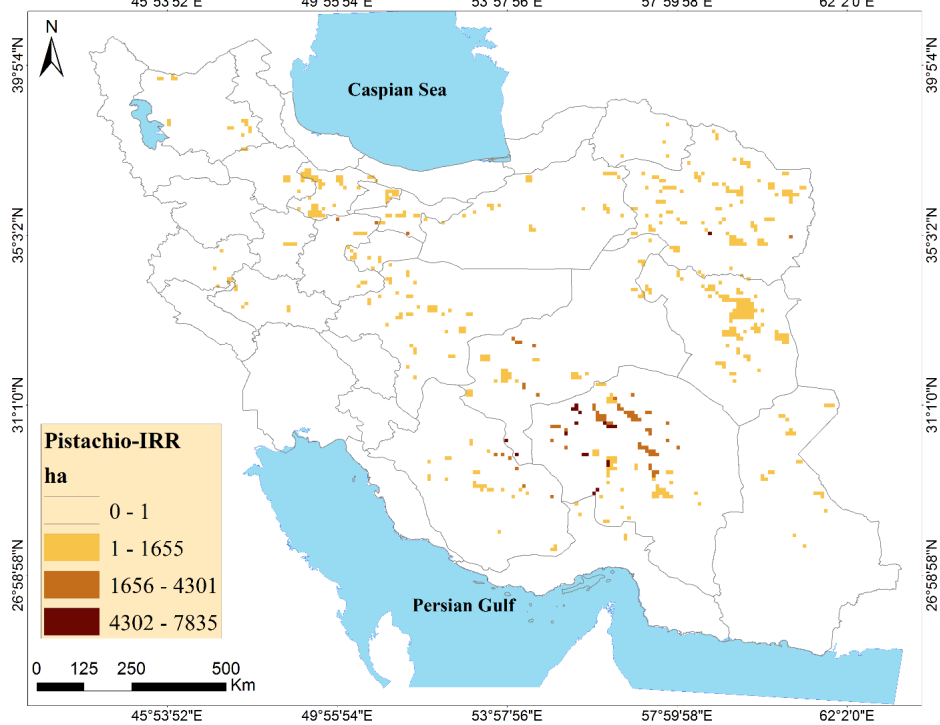 45°53'52"E 49°55'54"E 53°57'56"E 57°59'58"E 62°2'0"E
N
39°5'4"N 39°5'4"N
Caspian Sea
35°3'2"N 35°3'2"N
31°1'0"N 31°1'0"N
Pistachio-IRR
ha
0 - 1
1 - 1655
1656 - 4301
4302 - 7835
26°58'58"N 26°58'58"N
Persian Gulf
0 125 250 500
Km
45°53'52"E 49°55'54"E 53°57'56"E 57°59'58"E 62°2'0"E